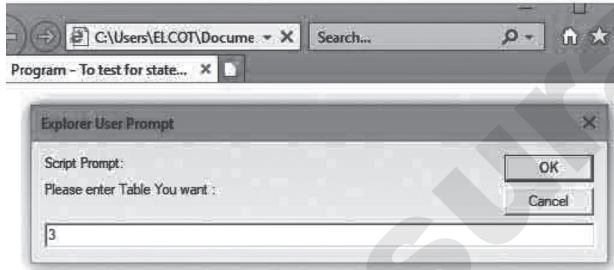 C:\Users\ELCOT\Docume
Search...
Program - To test for state...
Explorer User Prompt
Script Prompt:
Please enter Table You want :
OK
Cancel
3